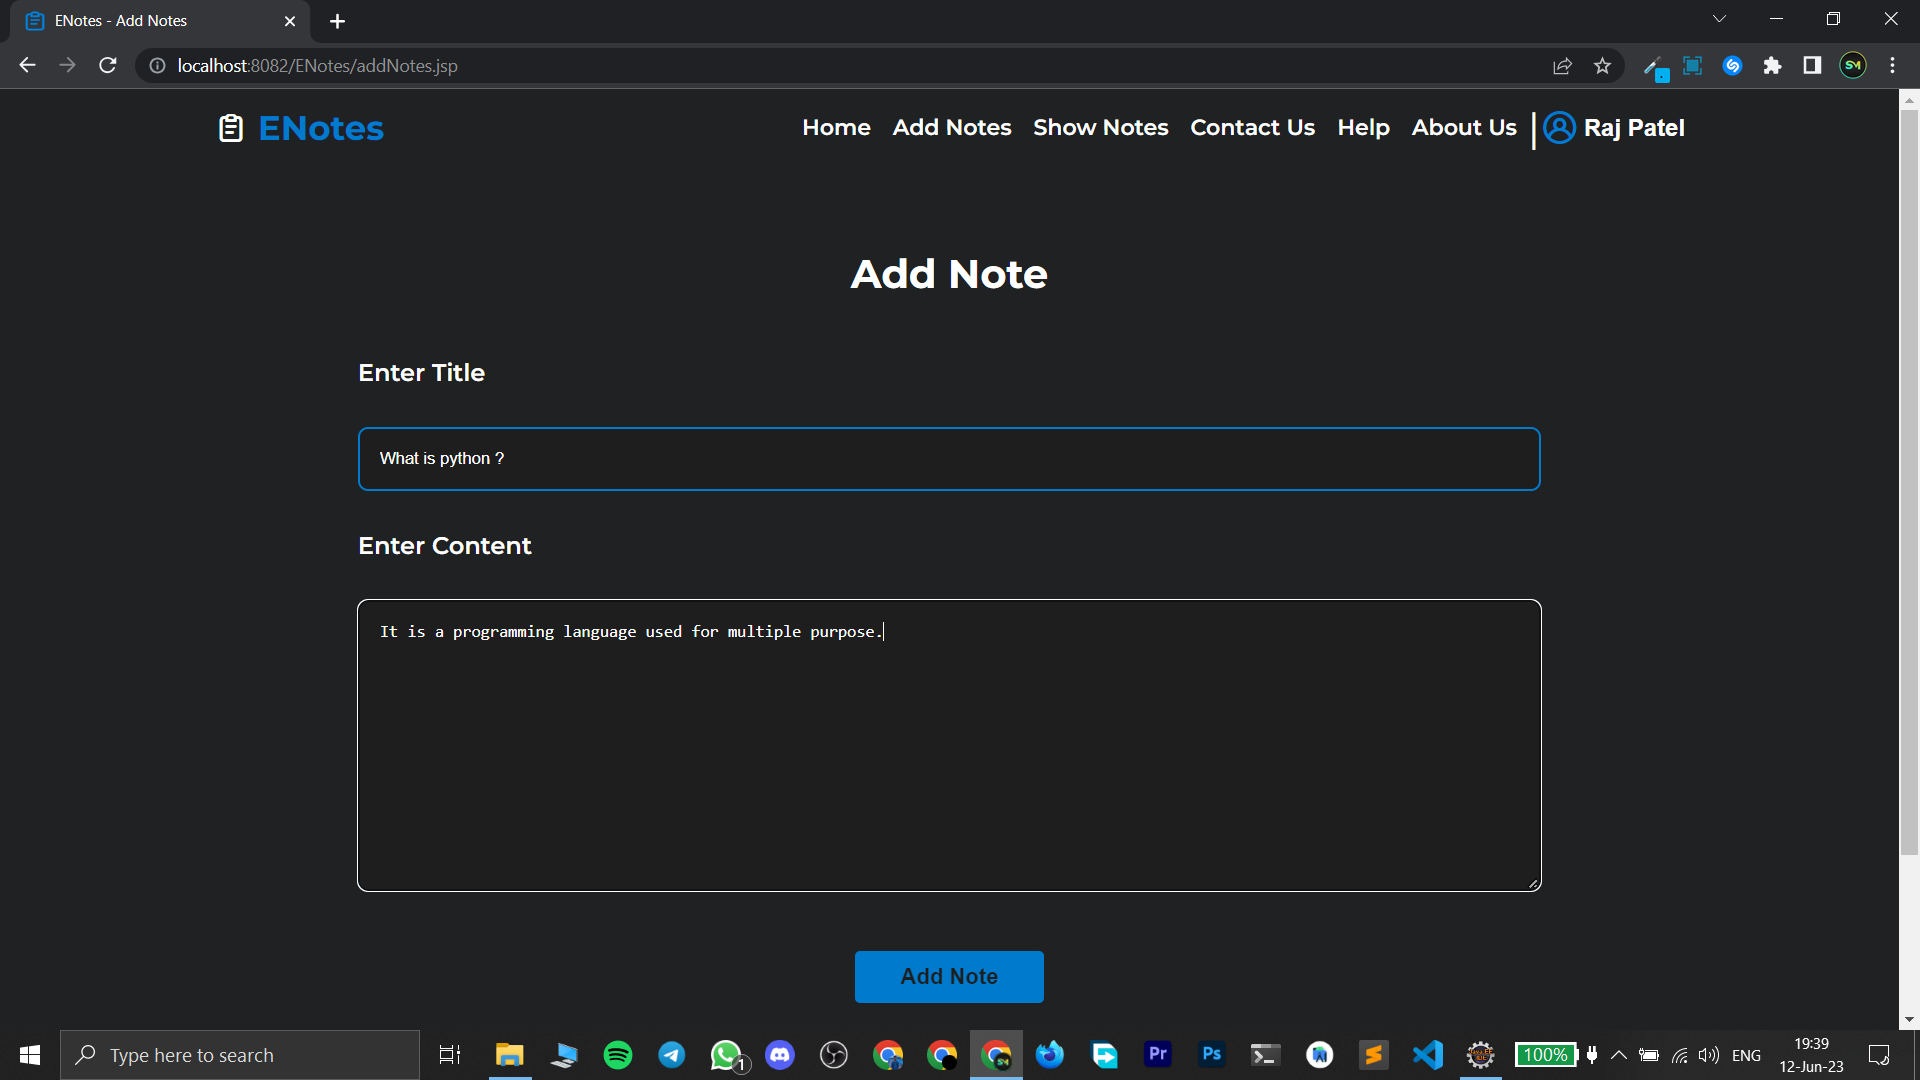 ENotes - Add Notes
localhost:8082/ENotes/addNotes.jsp
SM
ENotes
Home Add Notes Show Notes Contact Us Help About Us Raj Patel
Add Note
Enter Title
What is python ?
Enter Content
It is a programming language used for multiple purpose.
Add Note
Type here to search
1
Pr
Ps
100%
ENG
19:39
12-Jun-23